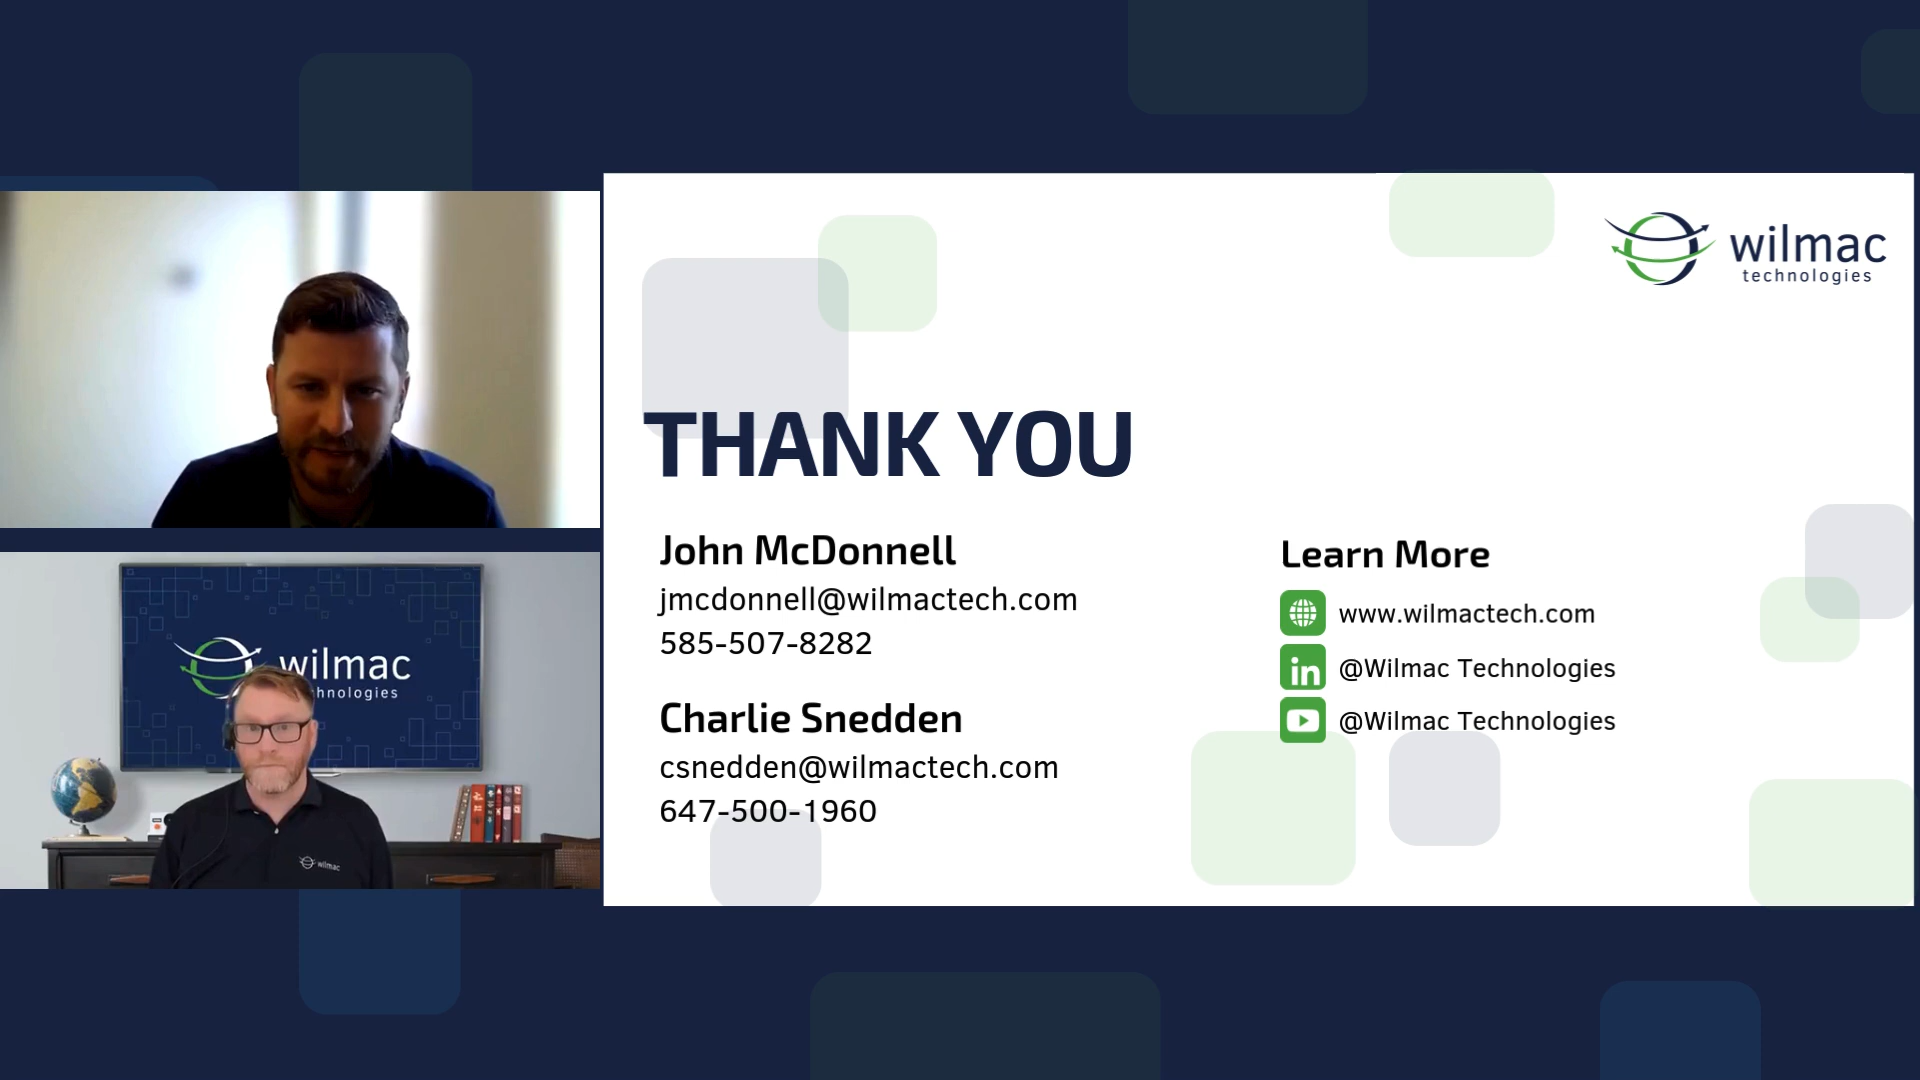 wilmac
technologies
THANK YOU
John McDonnell
jmcdonnell@wilmactech.com
585-507-8282
Charlie Snedden
csnedden@wilmactech.com
647-500-1960
Learn More
www.wilmactech.com
in
@Wilmac Technologies
@Wilmac Technologies
wilmac
hnologies
wilmac